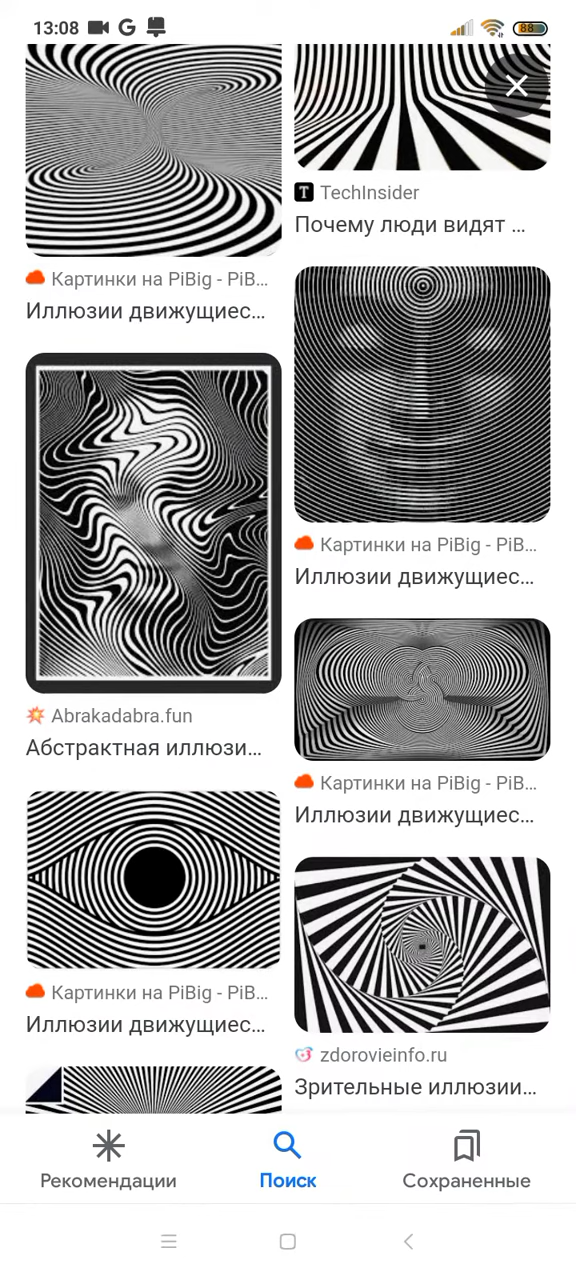 13:08
88
TechInsider
Почему люди видят ...
Картинки на PiBig - PiB...
Иллюзии движущиес...
Картинки на PiBig - PiB...
Иллюзии движущиес...
Abrakadabra.fun
Абстрактная иллюзи...
Картинки на PiBig - PiB...
Иллюзии движущиес...
Картинки на PiBig - PiB...
Иллюзии движущиес...
zdorovieinfo.ru
Зрительные иллюзии...
Рекомендации
Поиск
Сохраненные